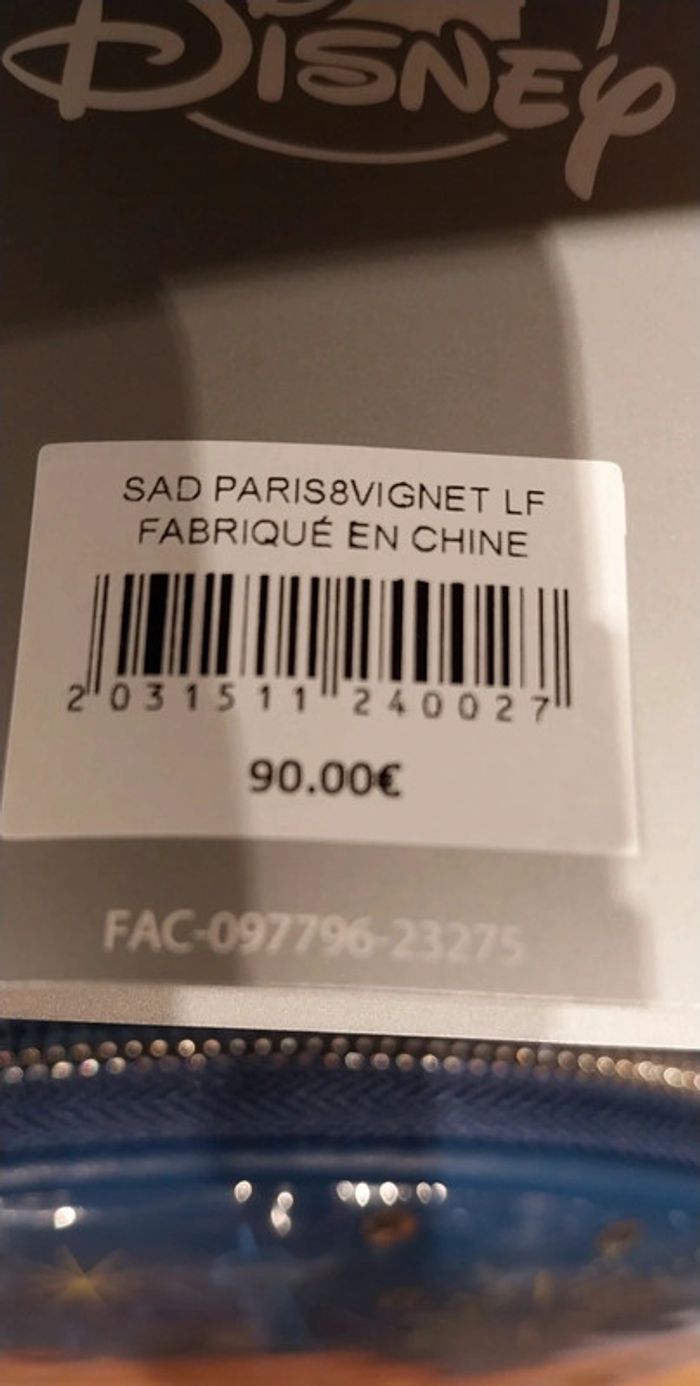 DISNEY
SAD PARIS8VIGNET LF
FABRIQUÉ EN CHINE
2 031511 240027
90.00€
FAC-097796-23275